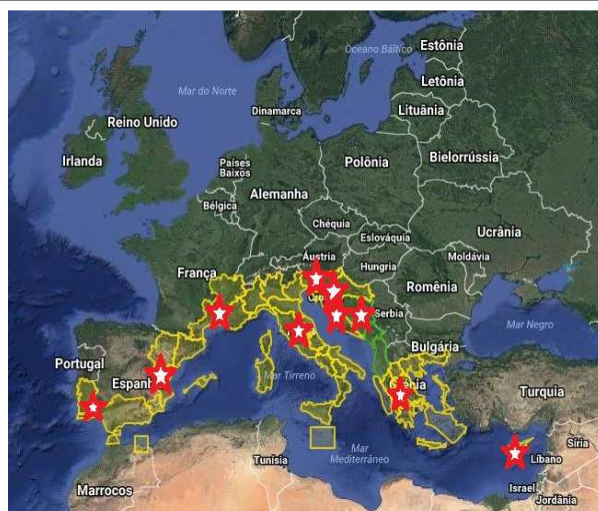 Oceano Báltico
Estônia
Letônia
Mar do Norte
Dinamarca
Lituânia
Reino Unido
Irlanda
Países
Baixos
Polônia
Bielorrússia
Alemanha
Bélgica
Chéquia
Ucrânia
Eslováquia
Áustria
Moldávia
França
Hungria
Romênia
Cro
Serbia
Mar Negro
Bulgária
Portugal
Espanh
Mar Tirreno
Grécia
Turquia
Mar
Mediterrâneo
Síria
Líbano
Tunísia
Israel
Marrocos
Jordânia